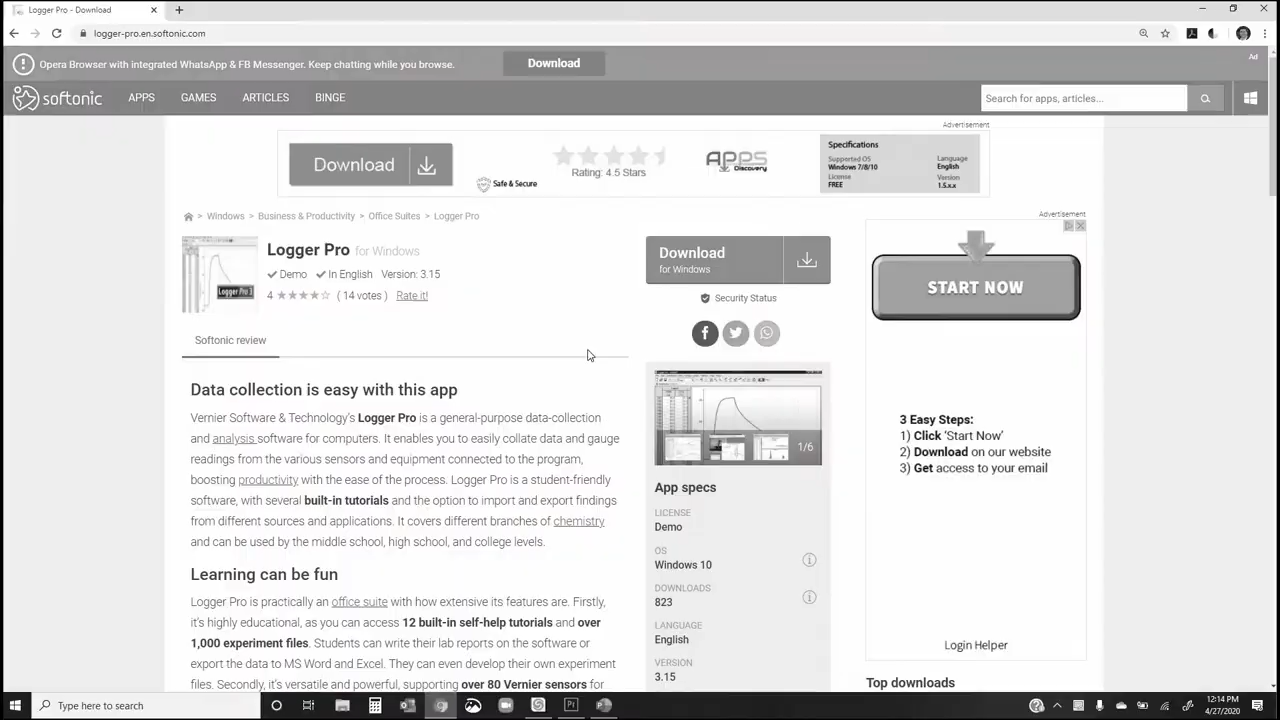 Logger Pro - Download
logger-pro.en.softonic.com
Opera Browser with integrated WhatsApp & FB Messenger. Keep chatting while you browse.
Download
Ad
softonic
APPS
GAMES
ARTICLES
BINGE
Search for apps, articles...
Advertisement
Download
Safe & Secure
Rating: 4.5 Stars
APPS
Discovery
Specifications
Supported OS
Windows 7/8/10
Language
English
License
FREE
Version
1.5.x.x
> Windows > Business & Productivity > Office Suites > Logger Pro
Logger Pro for Windows
Demo In English Version: 3.15
4 ( 14 votes ) Rate it!
Logger Pro 3
Download
for Windows
Security Status
Softonic review
Data collection is easy with this app
Vernier Software & Technology's Logger Pro is a general-purpose data-collection
and analysis software for computers. It enables you to easily collate data and gauge
readings from the various sensors and equipment connected to the program,
boosting productivity with the ease of the process. Logger Pro is a student-friendly
software, with several built-in tutorials and the option to import and export findings
from different sources and applications. It covers different branches of chemistry
and can be used by the middle school, high school, and college levels.
Learning can be fun
Logger Pro is practically an office suite with how extensive its features are. Firstly,
it's highly educational, as you can access 12 built-in self-help tutorials and over
1,000 experiment files. Students can write their lab reports on the software or
export the data to MS Word and Excel. They can even develop their own experiment
files. Secondly, it's versatile and powerful, supporting over 80 Vernier sensors for
1/6
App specs
LICENSE
Demo
OS
Windows 10
DOWNLOADS
823
LANGUAGE
English
VERSION
3.15
Advertisement
START NOW
3 Easy Steps:
1) Click 'Start Now'
2) Download on our website
3) Get access to your email
Login Helper
Top downloads
Type here to search
12:14 PM
4/27/2020